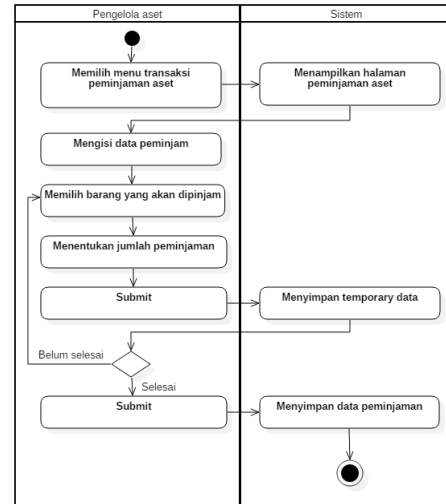 Pengelola aset
Sistem
Memilih menu transaksi
peminjaman aset
Menampilkan halaman
peminjaman aset
Mengisi data peminjam
Memilih barang yang akan dipinjam
Menentukan jumlah peminjaman
Submit
Menyimpan temporary data
Belum selesai
Selesai
Submit
Menyimpan data peminjaman